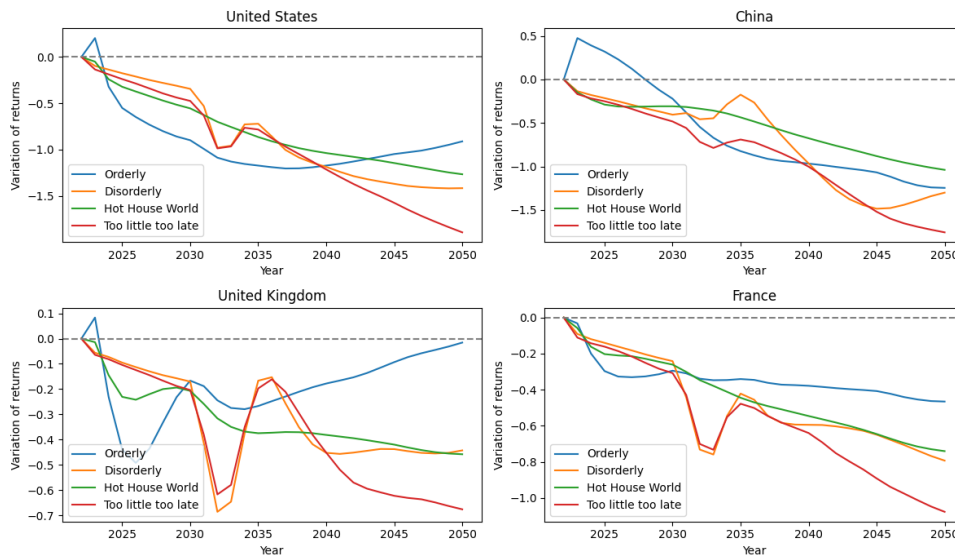 United States
Variation of returns
0.0
−0.5
−1.0
−1.5
Orderly
Disorderly
Hot House World
Too little too late
2025 2030 2035 2040 2045 2050
Year
China
Variation of returns
0.5
0.0
−0.5
−1.0
−1.5
Orderly
Disorderly
Hot House World
Too little too late
2025 2030 2035 2040 2045 2050
Year
United Kingdom
Variation of returns
0.1
0.0
−0.1
−0.2
−0.3
−0.4
−0.5
−0.6
−0.7
Orderly
Disorderly
Hot House World
Too little too late
2025 2030 2035 2040 2045 2050
Year
France
Variation of returns
0.0
−0.2
−0.4
−0.6
−0.8
−1.0
Orderly
Disorderly
Hot House World
Too little too late
2025 2030 2035 2040 2045 2050
Year